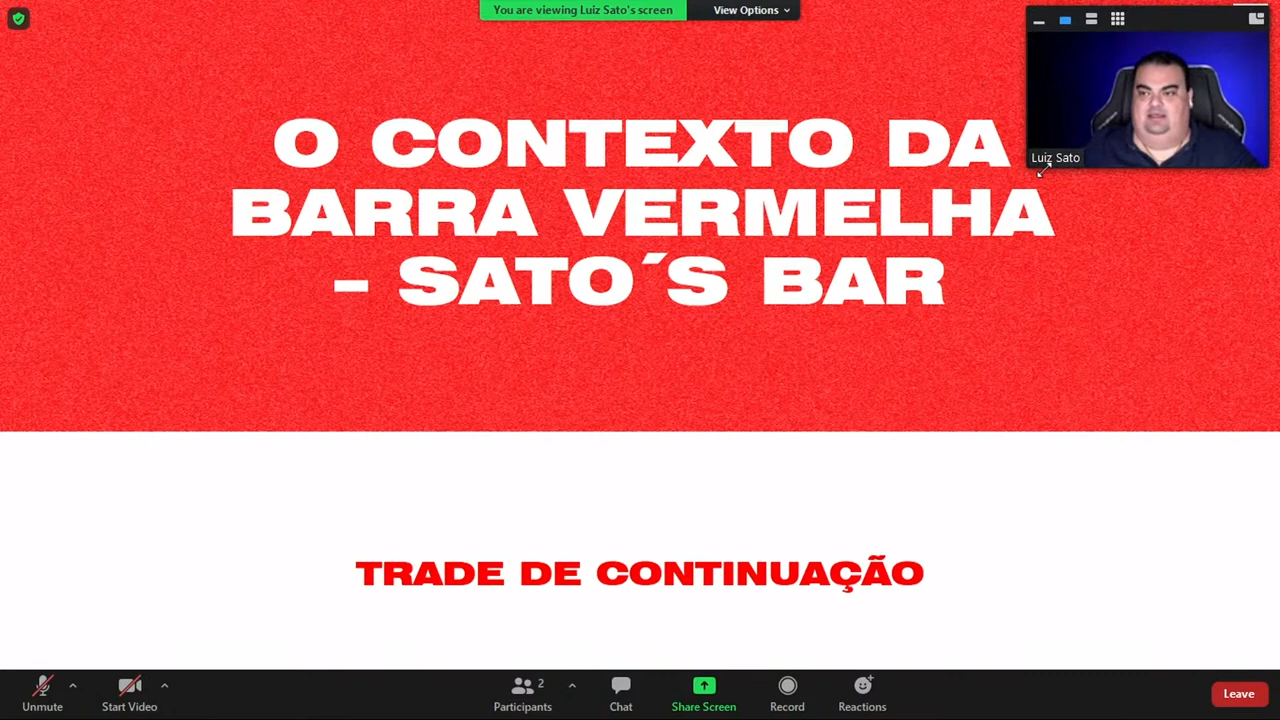 You are viewing Luiz Sato's screen
View Options
O CONTEXTO DA
BARRA VERMELHA
- SATO´S BAR
Luiz Sato
TRADE DE CONTINUAÇÃO
Unmute
Start Video
2
Participants
Chat
Share Screen
Record
Reactions
Leave